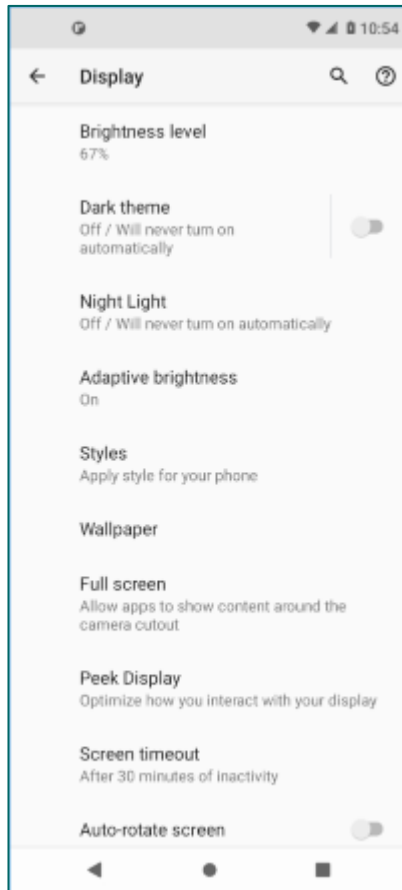 10:54
Display
Brightness level
67%
Dark theme
Off / Will never turn on
automatically
Night Light
Off / Will never turn on automatically
Adaptive brightness
On
Styles
Apply style for your phone
Wallpaper
Full screen
Allow apps to show content around the
camera cutout
Peek Display
Optimize how you interact with your display
Screen timeout
After 30 minutes of inactivity
Auto-rotate screen